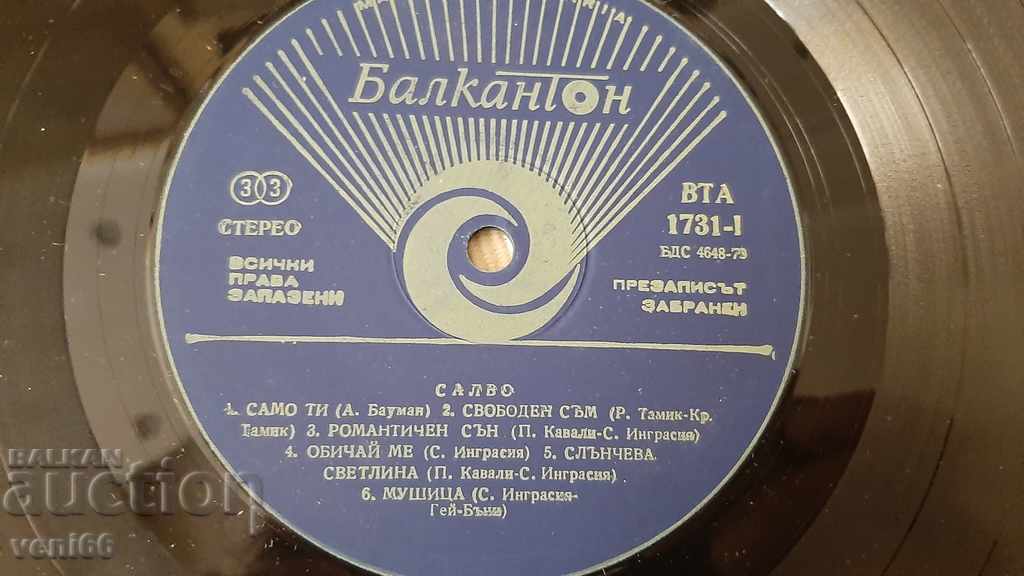 Балкантон
33
СТЕРЕО
ВСИЧКИ
ПРАВА
ЗАПАЗЕНИ
ВТА
1731-I
БДС 4648-73
ПРЕЗАПИСЪТ
ЗАБРАНЕН
САЛВО
1. САМО ТИ (А. Бауман) 2. СВОБОДЕН СЪМ (Р. Тамик-Кр.
Тамик) 3. РОМАНТИЧЕН СЪН (П. Кавали-С. Инграсия)
4. ОБИЧАЙ МЕ (С. Инграсия) 5. СЛЪНЧЕВА
СВЕТЛИНА (П. Кавали-С. Инграсия)
6. МУШИЦА (С. Инграсия-
Гей-Бъни)
BALKAN
auction
veni66